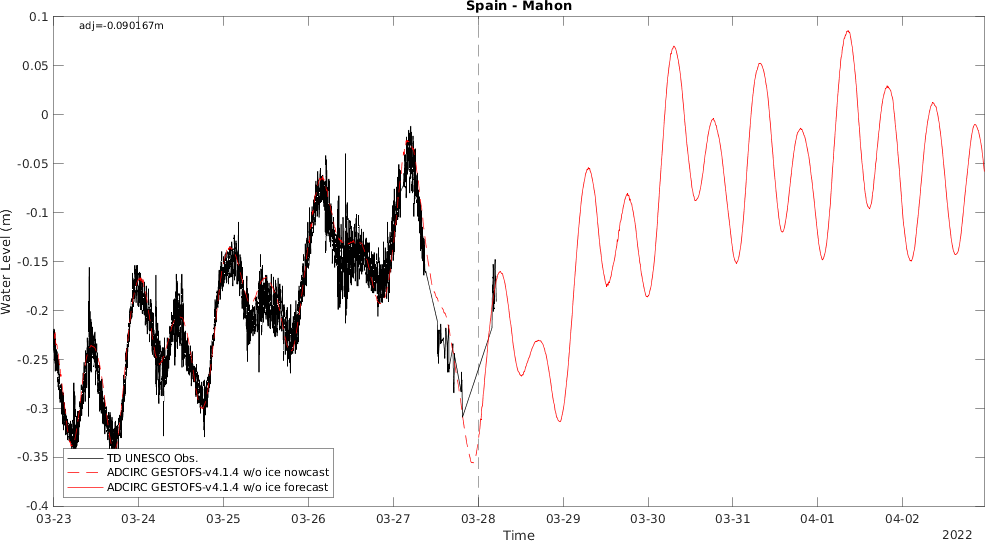 Spain - Mahon
adj=-0.090167m
0.1
0.05
0
-0.05
-0.1
-0.15
-0.2
-0.25
-0.3
-0.35
-0.4
Water Level (m)
TD UNESCO Obs.
ADCIRC GESTOFS-v4.1.4 w/o ice nowcast
ADCIRC GESTOFS-v4.1.4 w/o ice forecast
03-23 03-24 03-25 03-26 03-27 03-28 03-29 03-30 03-31 04-01 04-02
Time
2022